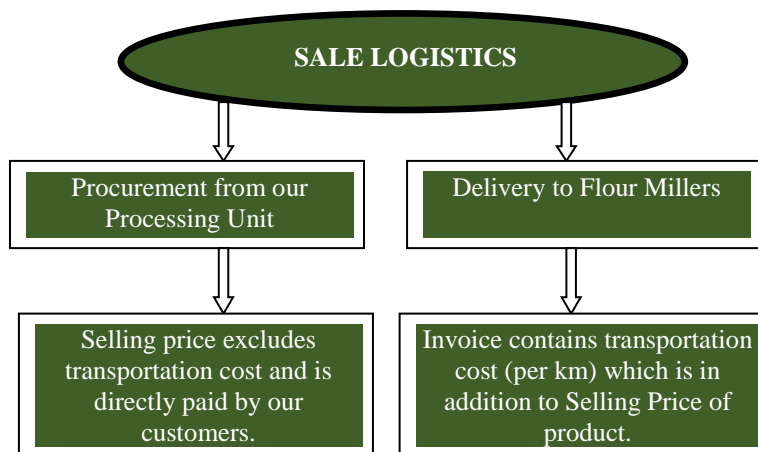 SALE LOGISTICS
Procurement from our
Processing Unit
Delivery to Flour Millers
Selling price excludes
transportation cost and is
directly paid by our
customers.
Invoice contains transportation
cost (per km) which is in
addition to Selling Price of
product.